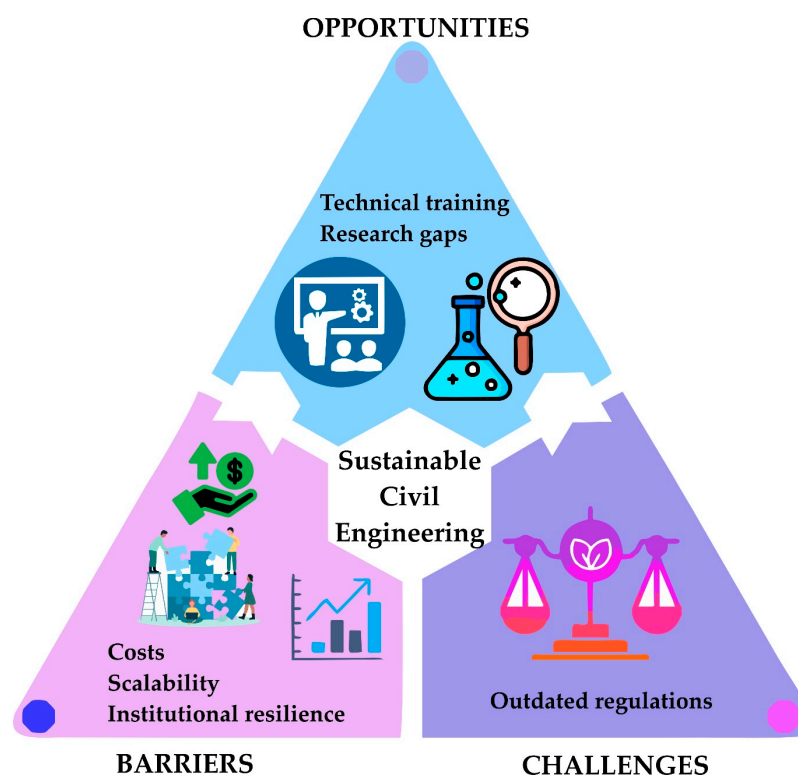 OPPORTUNITIES
Technical training
Research gaps
Sustainable
Civil
Engineering
$
Costs
Scalability
Institutional resilience
Outdated regulations
BARRIERS
CHALLENGES